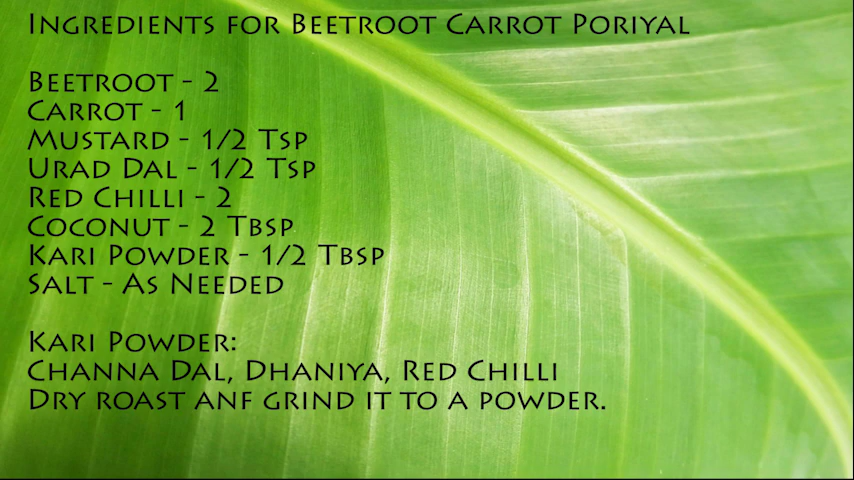 Ingredients for Beetroot Carrot Poriyal
Beetroot - 2
Carrot - 1
Mustard - 1/2 Tsp
Urad Dal - 1/2 Tsp
Red Chilli - 2
Coconut - 2 Tbsp
Kari Powder - 1/2 Tbsp
Salt - As Needed
Kari Powder:
Channa Dal, Dhaniya, Red Chilli
Dry roast anf grind it to a powder.